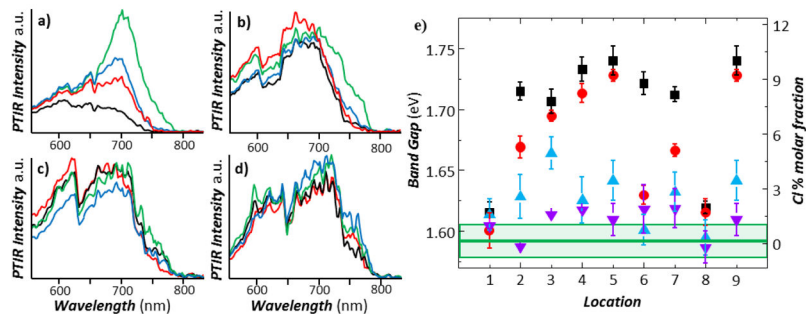 a)
PTIR Intensity a.u.
600
700
800
b)
PTIR Intensity a.u.
600
700
800
c)
PTIR Intensity a.u.
600
700
800
Wavelength (nm)
d)
PTIR Intensity a.u.
600
700
800
Wavelength (nm)
e)
Band Gap (eV)
1.75
1.70
1.65
1.60
1 2 3 4 5 6 7 8 9
Location
12
9
6
3
0
Cl % molar fraction